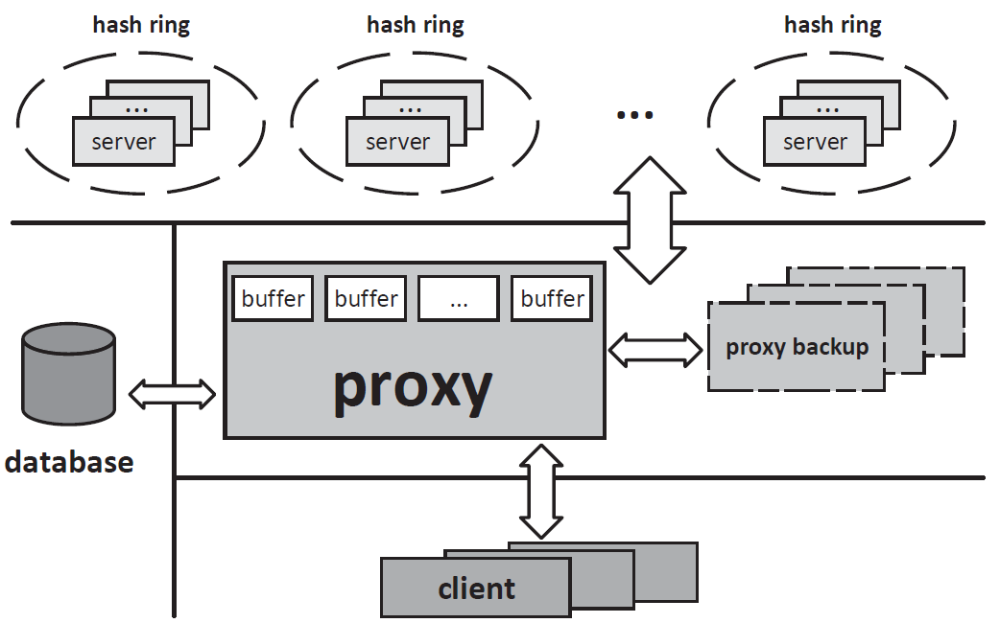 hash ring
hash ring
hash ring
...
...
...
...
server
server
server
buffer
buffer
...
buffer
proxy
proxy backup
database
client